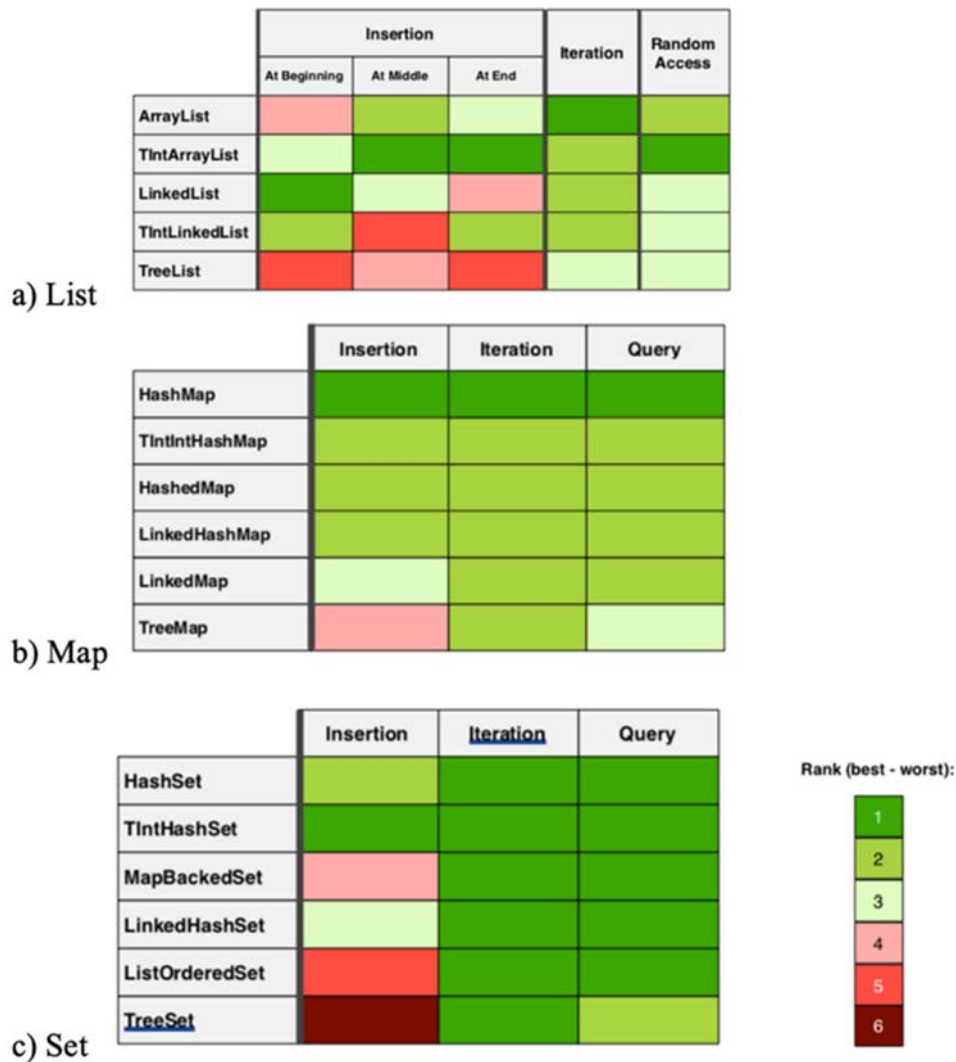 Insertion
Iteration
Random
Access
At Beginning
At Middle
At End
ArrayList
TIntArrayList
LinkedList
TIntLinkedList
TreeList
a) List
Insertion
Iteration
Query
HashMap
TIntIntHashMap
HashedMap
LinkedHashMap
LinkedMap
TreeMap
b) Map
Insertion
Iteration
Query
HashSet
TIntHashSet
MapBackedSet
LinkedHashSet
ListOrderedSet
TreeSet
c) Set
Rank (best - worst):
1
2
3
4
5
6